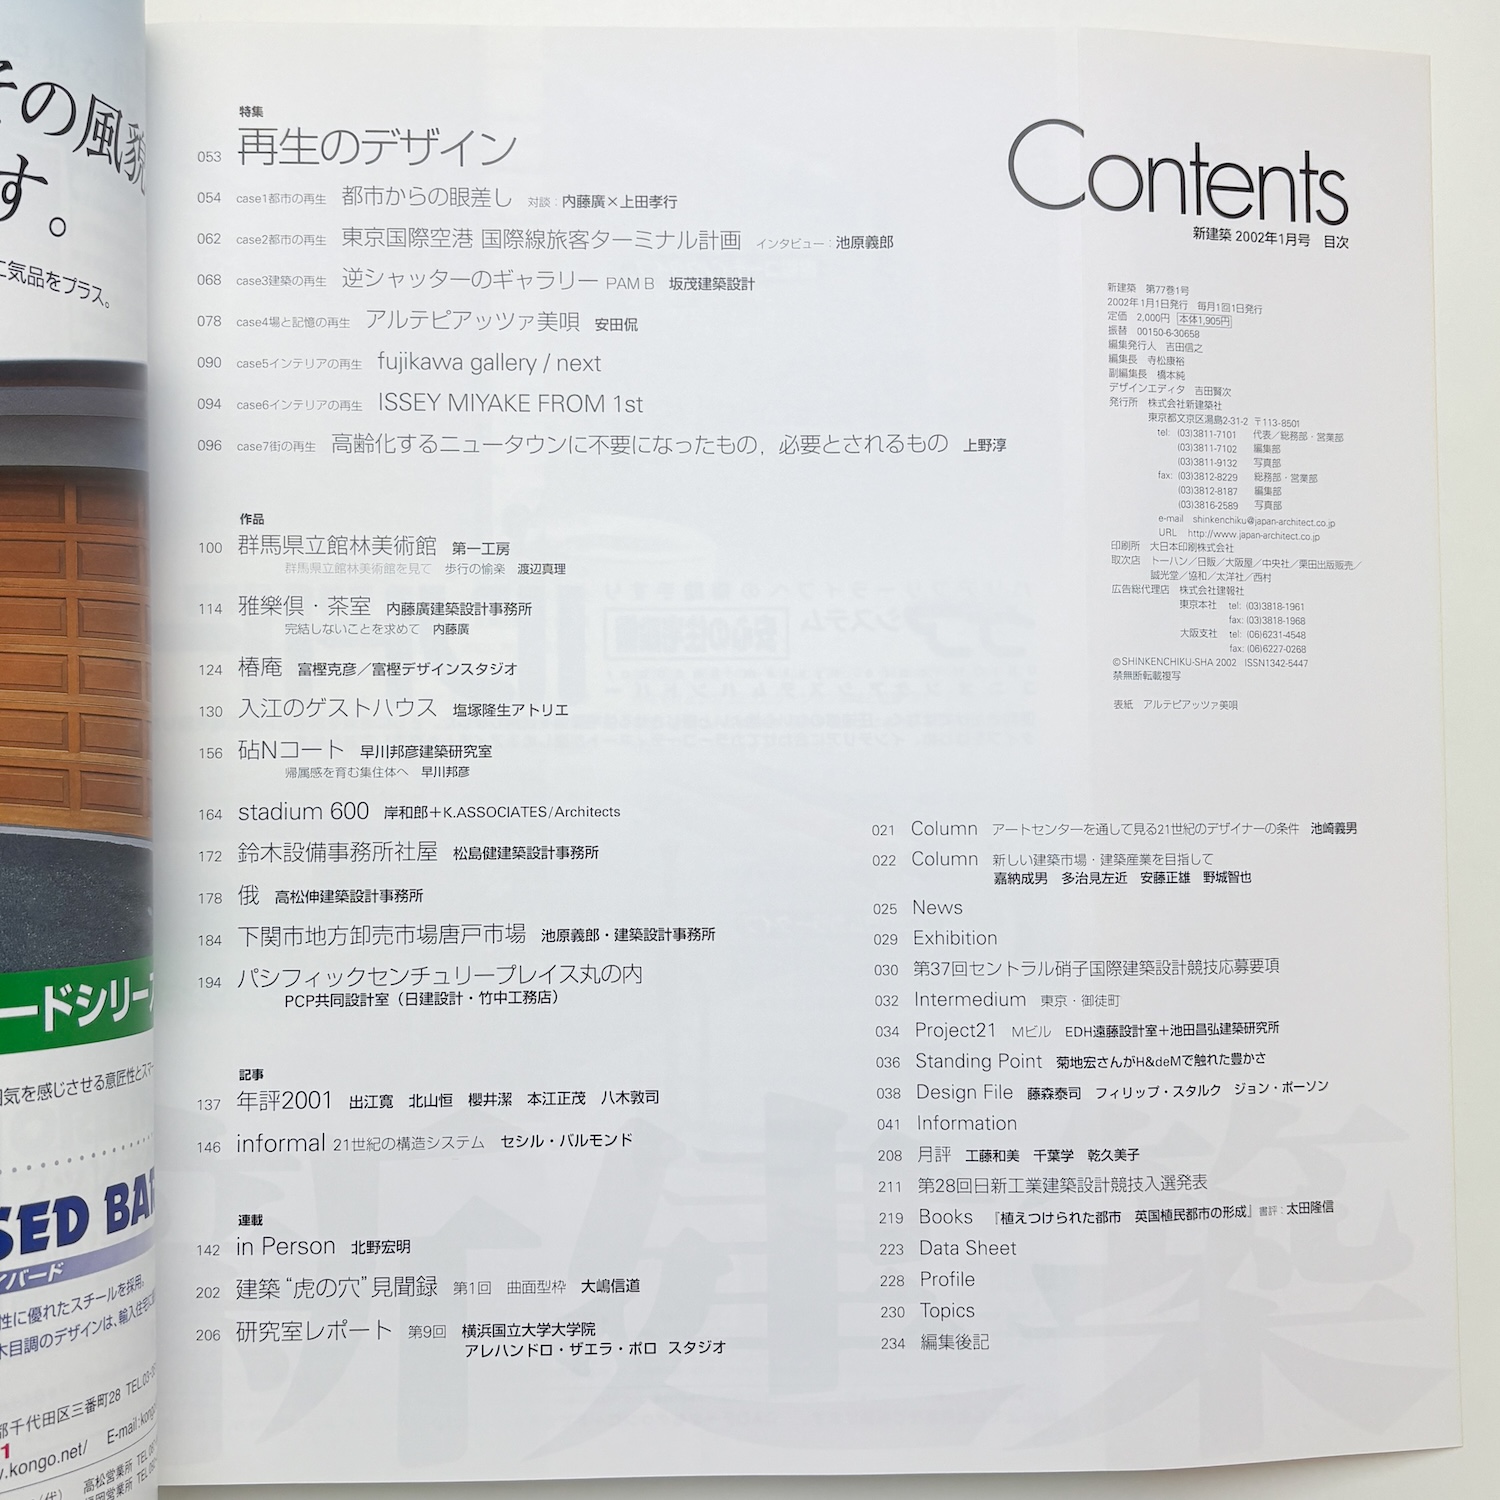 その風貌
す。
気品をプラス。
ードシリーズ
気を感じさせる意匠性と
SED BA
バード
性に優れたスチールを採用。
木目調のデザインは、輸入住宅に
千代田区三番町28 TEL.03-
.kongo.net/ E-mail:kongo
高松営業所 TEL
特集
053 再生のデザイン
054 case1都市の再生 都市からの眼差し 対談：内藤廣×上田孝行
062 case2都市の再生 東京国際空港 国際線旅客ターミナル計画 インタビュー：池原義郎
068 case3建築の再生 逆シャッターのギャラリー PAM B 坂茂建築設計
078 case4場と記憶の再生 アルテピアッツァ美唄 安田侃
090 case5インテリアの再生 fujikawa gallery / next
094 case6インテリアの再生 ISSEY MIYAKE FROM 1st
096 case7街の再生 高齢化するニュータウンに不要になったもの，必要とされるもの 上野淳
作品
100 群馬県立館林美術館 第一工房
群馬県立館林美術館を見て 歩行の愉楽 渡辺真理
114 雅樂倶・茶室 内藤廣建築設計事務所
完結しないことを求めて 内藤廣
124 椿庵 富樫克彦／富樫デザインスタジオ
130 入江のゲストハウス 塩塚隆生アトリエ
156 砧Nコート 早川邦彦建築研究室
帰属感を育む集住体へ 早川邦彦
164 stadium 600 岸和郎＋K.ASSOCIATES/Architects
172 鈴木設備事務所社屋 松島健建築設計事務所
178 俄 高松伸建築設計事務所
184 下関市地方卸売市場唐戸市場 池原義郎・建築設計事務所
194 パシフィックセンチュリープレイス丸の内
PCP共同設計室（日建設計・竹中工務店）
記事
137 年評2001 出江寛 北山恒 櫻井潔 本江正茂 八木敦司
146 informal 21世紀の構造システム セシル・バルモンド
連載
142 in Person 北野宏明
202 建築“虎の穴”見聞録 第1回 曲面型枠 大嶋信道
206 研究室レポート 第9回 横浜国立大学大学院
アレハンドロ・ザエラ・ポロ スタジオ
Contents
新建築 2002年1月号 目次
新建築 第77巻1号
2002年1月1日発行 毎月1回1日発行
定価 2,000円 本体1,905円
振替 00150-6-30658
編集発行人 吉田信之
編集長 寺松康裕
副編集長 橋本純
デザインエディタ 吉田賢次
発行所 株式会社新建築社
東京都文京区湯島2-31-2 〒113-8501
tel: (03)3811-7101 代表／総務部・営業部
(03)3811-7102 編集部
(03)3811-9132 写真部
fax: (03)3812-8229 総務部・営業部
(03)3812-8187 編集部
(03)3816-2589 写真部
e-mail shinkenchiku@japan-architect.co.jp
URL http://www.japan-architect.co.jp
印刷所 大日本印刷株式会社
取次店 トーハン／日販／大阪屋／中央社／栗田出版販売／
誠光堂／協和／太洋社／西村
広告総代理店 株式会社建報社
東京本社 tel: (03)3818-1961
fax: (03)3818-1968
大阪支社 tel: (06)6231-4548
fax: (06)6227-0268
©SHINKENCHIKU-SHA 2002 ISSN1342-5447
禁無断転載複写
表紙 アルテピアッツァ美唄
021 Column アートセンターを通して見る21世紀のデザイナーの条件 池崎義男
022 Column 新しい建築市場・建築産業を目指して
嘉納成男 多治見左近 安藤正雄 野城智也
025 News
029 Exhibition
030 第37回セントラル硝子国際建築設計競技応募要項
032 Intermedium 東京・御徒町
034 Project21 Mビル EDH遠藤設計室＋池田昌弘建築研究所
036 Standing Point 菊地宏さんがH&deMで触れた豊かさ
038 Design File 藤森泰司 フィリップ・スタルク ジョン・ポーソン
041 Information
208 月評 工藤和美 千葉学 乾久美子
211 第28回日新工業建築設計競技入選発表
219 Books 『植えつけられた都市 英国植民都市の形成』書評：太田隆信
223 Data Sheet
228 Profile
230 Topics
234 編集後記
新建築